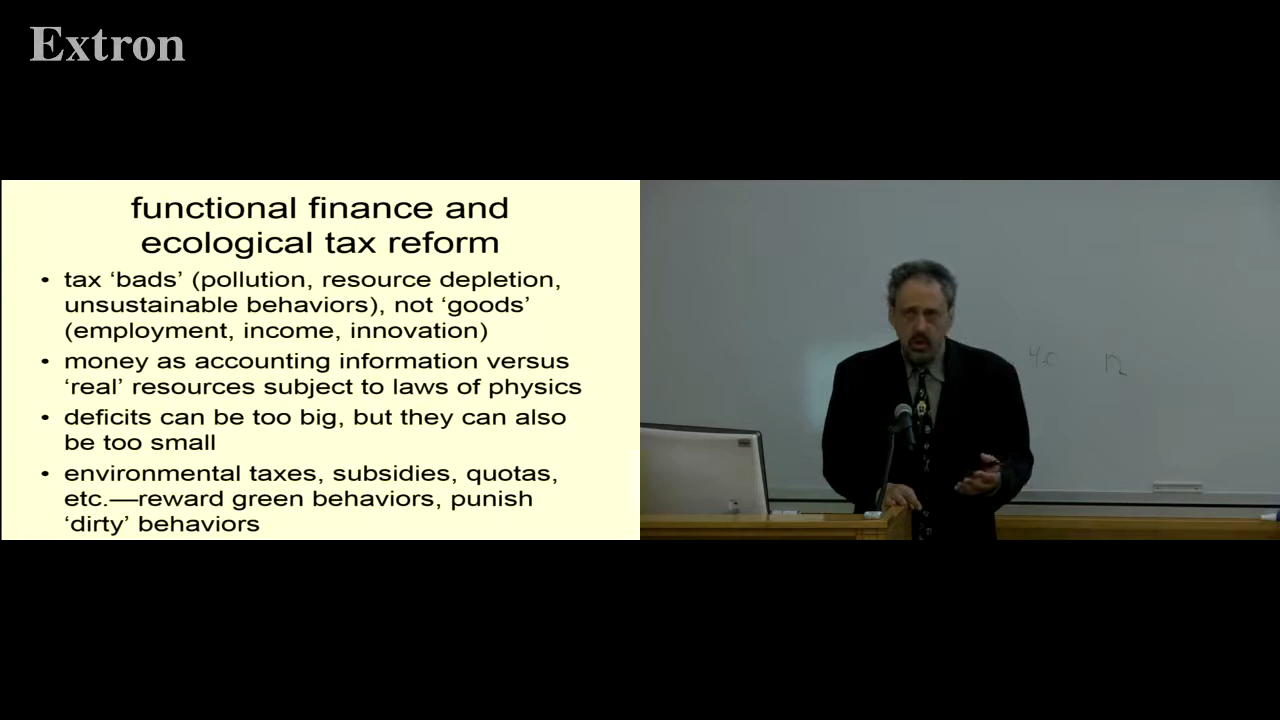 Extron
functional finance and
ecological tax reform
• tax ‘bads’ (pollution, resource depletion,
unsustainable behaviors), not ‘goods’
(employment, income, innovation)
• money as accounting information versus
‘real’ resources subject to laws of physics
• deficits can be too big, but they can also
be too small
• environmental taxes, subsidies, quotas,
etc.—reward green behaviors, punish
‘dirty’ behaviors